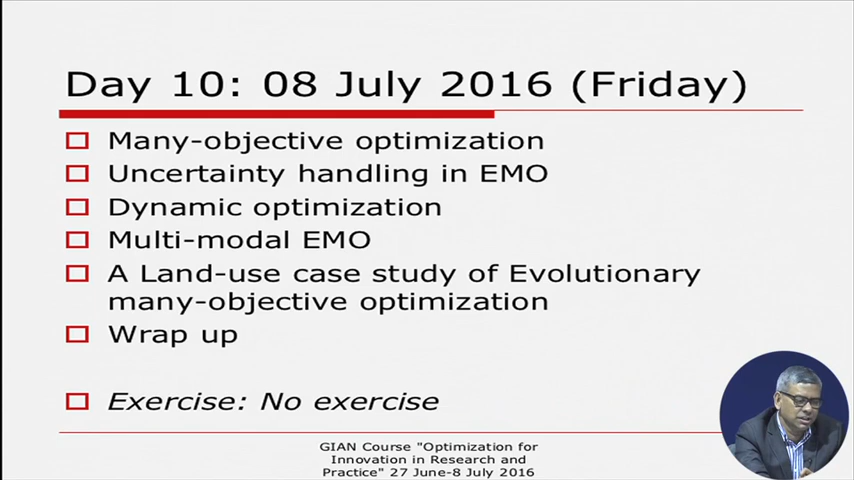 Day 10: 08 July 2016 (Friday)
Many-objective optimization
Uncertainty handling in EMO
Dynamic optimization
Multi-modal EMO
A Land-use case study of Evolutionary
many-objective optimization
Wrap up
Exercise: No exercise
GIAN Course "Optimization for
Innovation in Research and
Practice" 27 June-8 July 2016